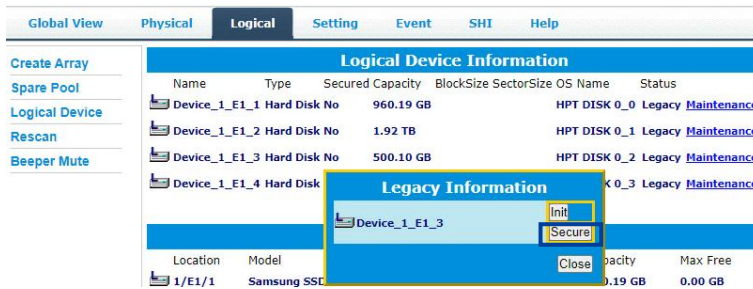 Global View Physical Logical Setting Event SHI Help
Create Array
Spare Pool
Logical Device
Rescan
Beeper Mute
Logical Device Information
Name Type Secured Capacity BlockSize SectorSize OS Name Status
Device_1_E1_1 Hard Disk No 960.19 GB HPT DISK 0_0 Legacy Maintenance
Device_1_E1_2 Hard Disk No 1.92 TB HPT DISK 0_1 Legacy Maintenance
Device_1_E1_3 Hard Disk No 500.10 GB HPT DISK 0_2 Legacy Maintenance
Device_1_E1_4 Hard Disk K 0_3 Legacy Maintenance
Legacy Information
Device_1_E1_3
Init
Secure
Close
Location Model pacity Max Free
1/E1/1 Samsung SSD 0.19 GB 0.00 GB